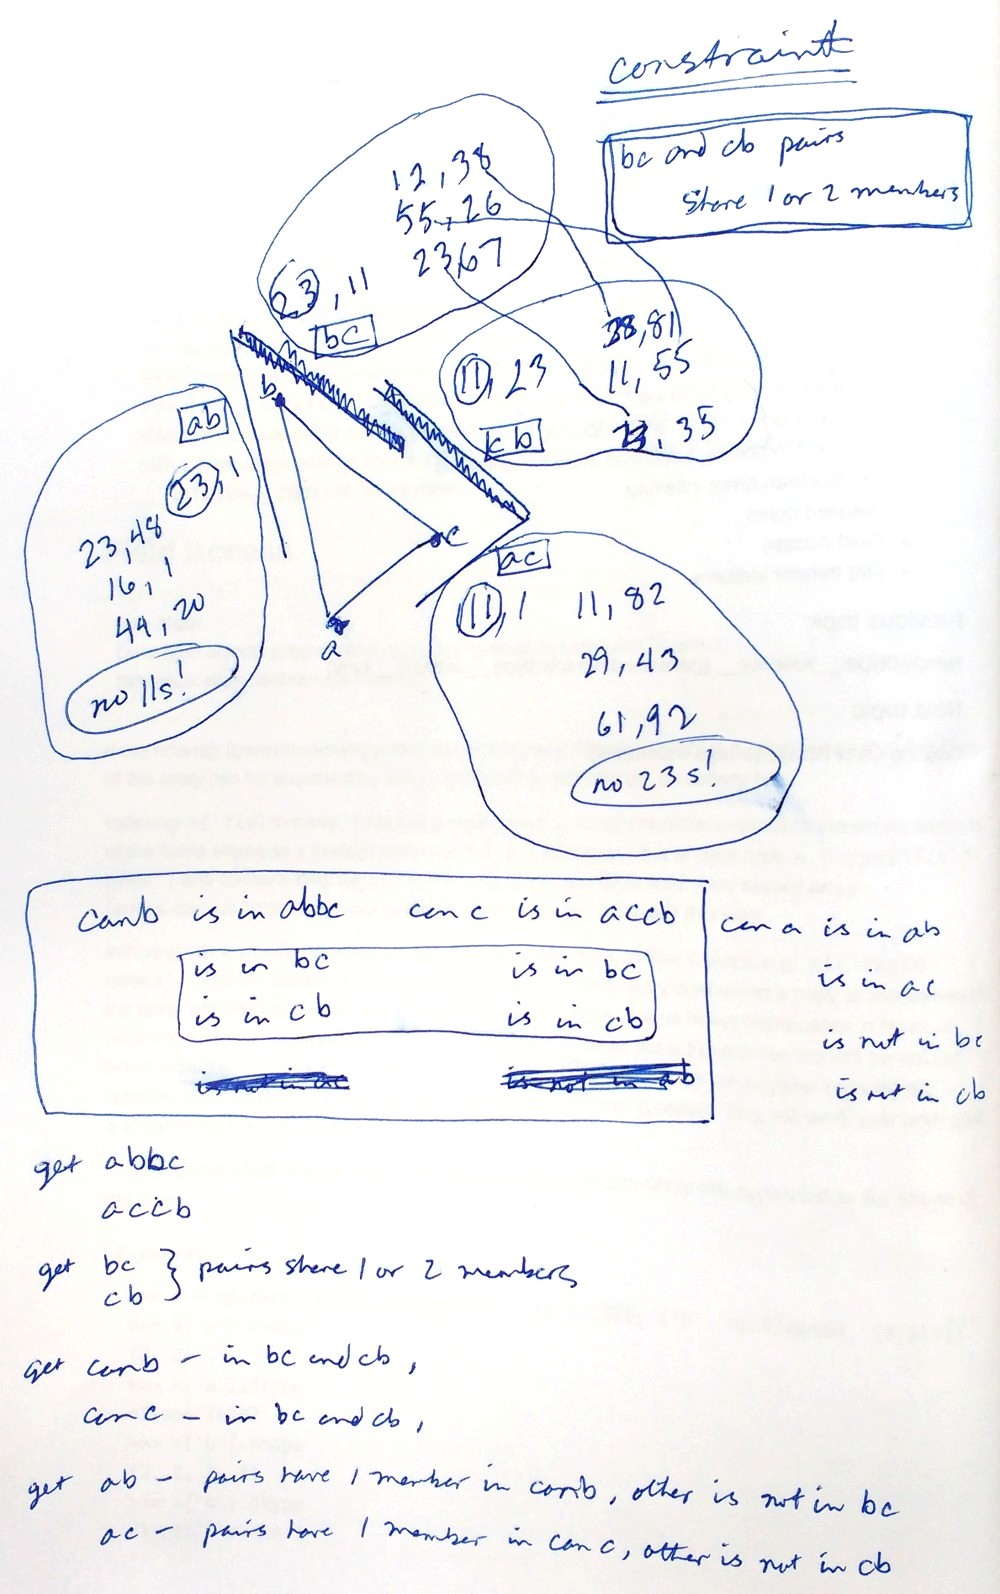 constraint
bc and cb pairs
share 1 or 2 members
12, 38
55, 26
23, 67
23, 11
bc
38, 81
11, 23
11, 55
cb
, 35
b
ab
23, 1
23, 48
16, 1
44, 20
no 11s!
c
a
ac
11, 1
11, 82
29, 43
61, 92
no 23s!
canb is in abbc
can c is in accb
can a is in ab
is in bc
is in bc
is in ac
is in cb
is in cb
is not in bc
is not in ac
is not in ab
is not in cb
get abbc
accb
get bc } pairs share 1 or 2 members
cb
get canb - in bc and cb,
canc - in bc and cb,
get ab - pairs have 1 member in canb, other is not in bc
ac - pairs have 1 member in can c, other is not in cb